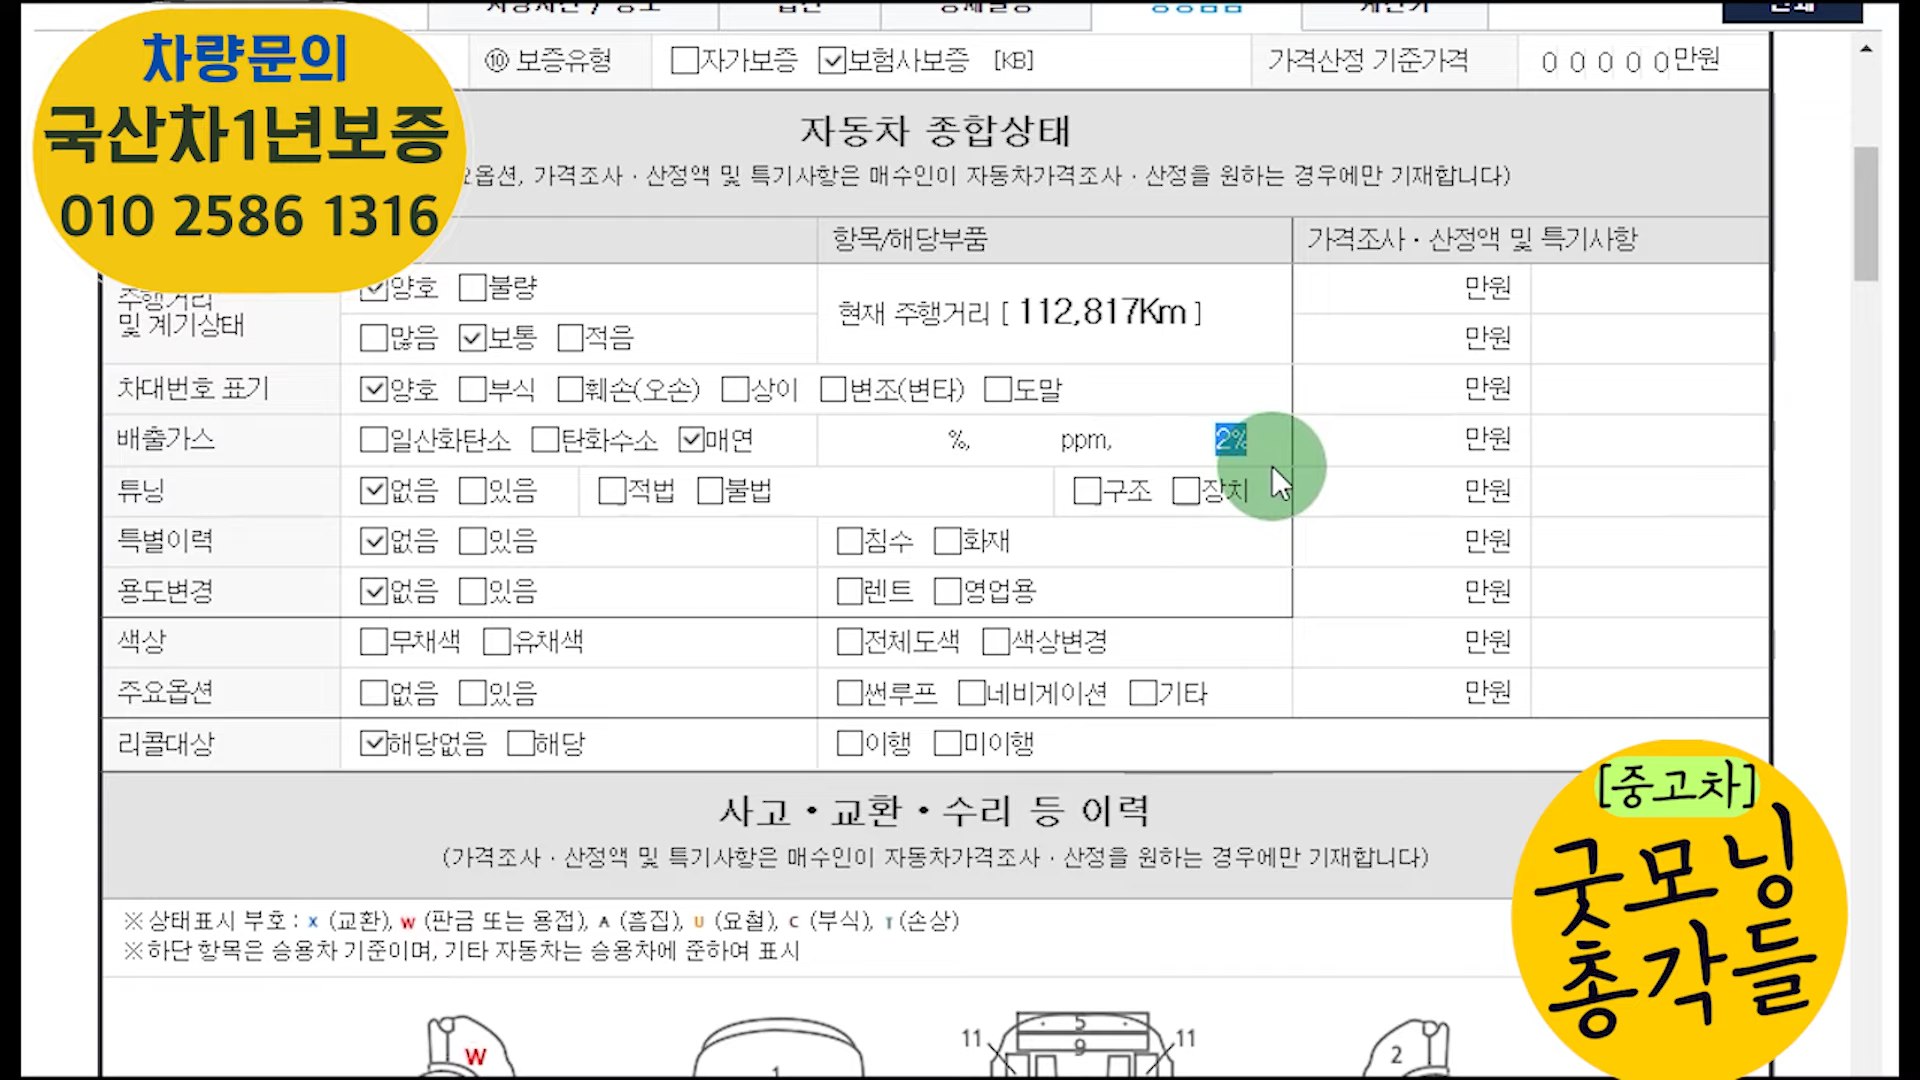 차량문의
국산차1년보증
010 2586 1316
⑩ 보증유형 □자가보증 ☑보험사보증 [KB] 가격산정 기준가격 0 0 0 0 0만원
자동차 종합상태
요옵션, 가격조사 · 산정액 및 특기사항은 매수인이 자동차가격조사 · 산정을 원하는 경우에만 기재합니다)
항목/해당부품 가격조사 · 산정액 및 특기사항
주행거리 및 계기상태 ☑양호 □불량 현재 주행거리 [ 112,817Km ] 만원
□많음 ☑보통 □적음 만원
차대번호 표기 ☑양호 □부식 □훼손(오손) □상이 □변조(변타) □도말 만원
배출가스 □일산화탄소 □탄화수소 ☑매연 %, ppm, 2% 만원
튜닝 ☑없음 □있음 □적법 □불법 □구조 □장치 만원
특별이력 ☑없음 □있음 □침수 □화재 만원
용도변경 ☑없음 □있음 □렌트 □영업용 만원
색상 □무채색 □유채색 □전체도색 □색상변경 만원
주요옵션 □없음 □있음 □썬루프 □네비게이션 □기타 만원
리콜대상 ☑해당없음 □해당 □이행 □미이행
사고 • 교환 • 수리 등 이력
(가격조사 · 산정액 및 특기사항은 매수인이 자동차가격조사 · 산정을 원하는 경우에만 기재합니다)
※ 상태표시 부호 : X (교환), W (판금 또는 용접), A (흠집), U (요철), C (부식), T (손상)
※ 하단 항목은 승용차 기준이며, 기타 자동차는 승용차에 준하여 표시
W 1 11 5 9 11 2
[중고차]
굿모닝
총각들